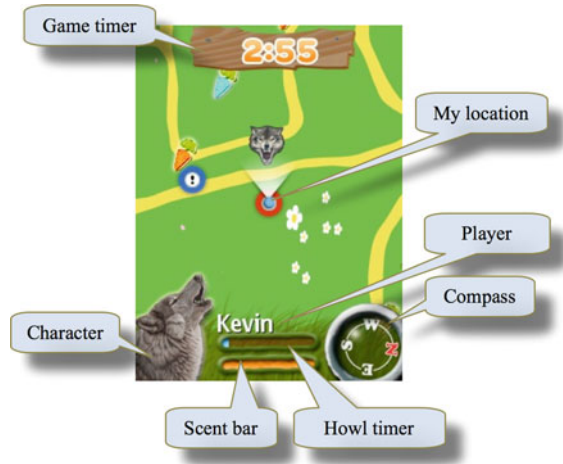 Game timer
2:55
My location
!
Player
Kevin
Compass
W
S
N
E
Character
Scent bar
Howl timer